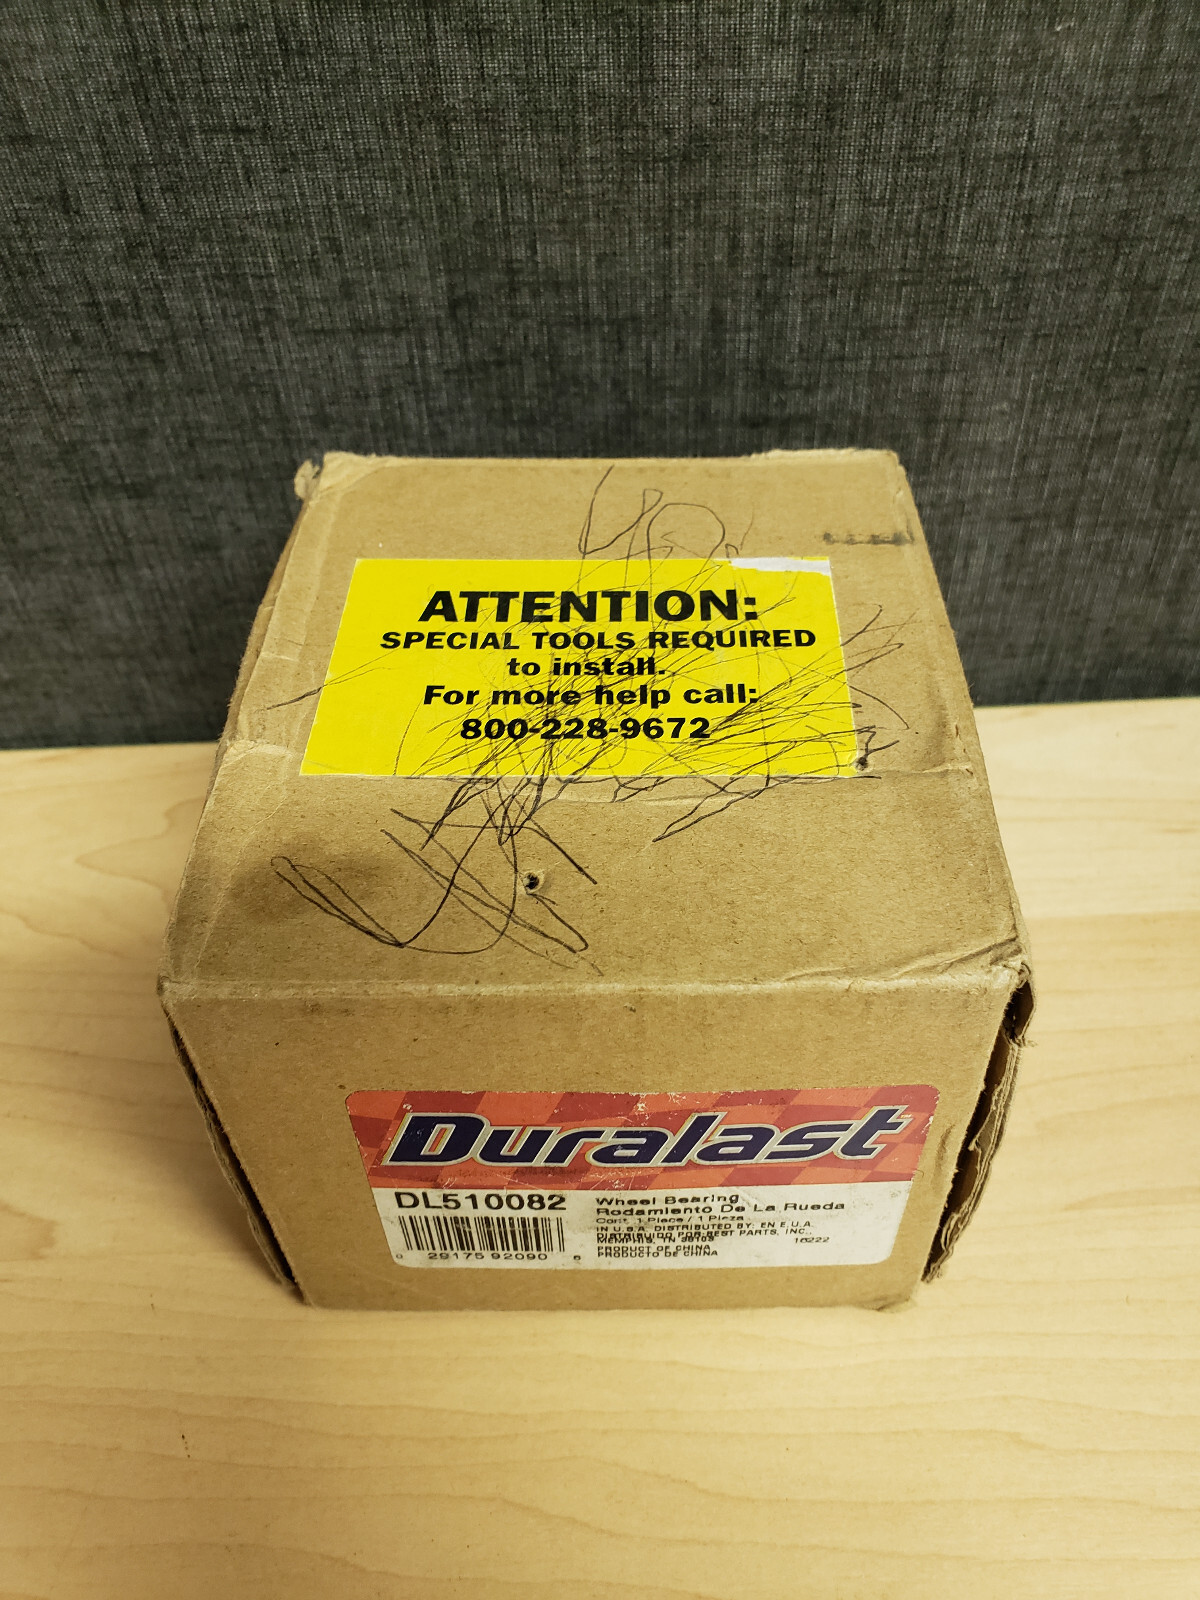 ATTENTION:
SPECIAL TOOLS REQUIRED
to install.
For more help call:
800-228-9672
Duralast
DL510082
Wheel Bearing
Rodamiento De La Rueda
Cont. 1 Piece / 1 Pieza
IN U.S.A. DISTRIBUTED BY: EN E.U.A.
DISTRIBUIDO POR:BEST PARTS, INC.,
MEMPHIS, TN 38103 16222
PRODUCT OF CHINA
PRODUCTO DE CHINA
0 29175 92090 6